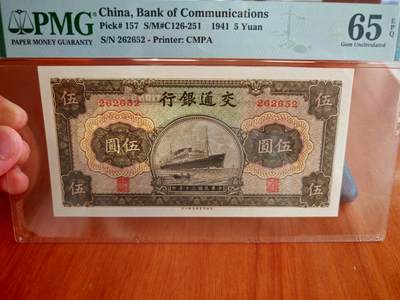 PMG
PAPER MONEY GUARANTY
China, Bank of Communications
Pick# 157 S/M#C126-251 1941 5 Yuan
S/N 262652 - Printer: CMPA
65 EPQ
Gem Uncirculated
伍 伍
262652 262652
行銀通交
圓伍 圓伍
伍 伍